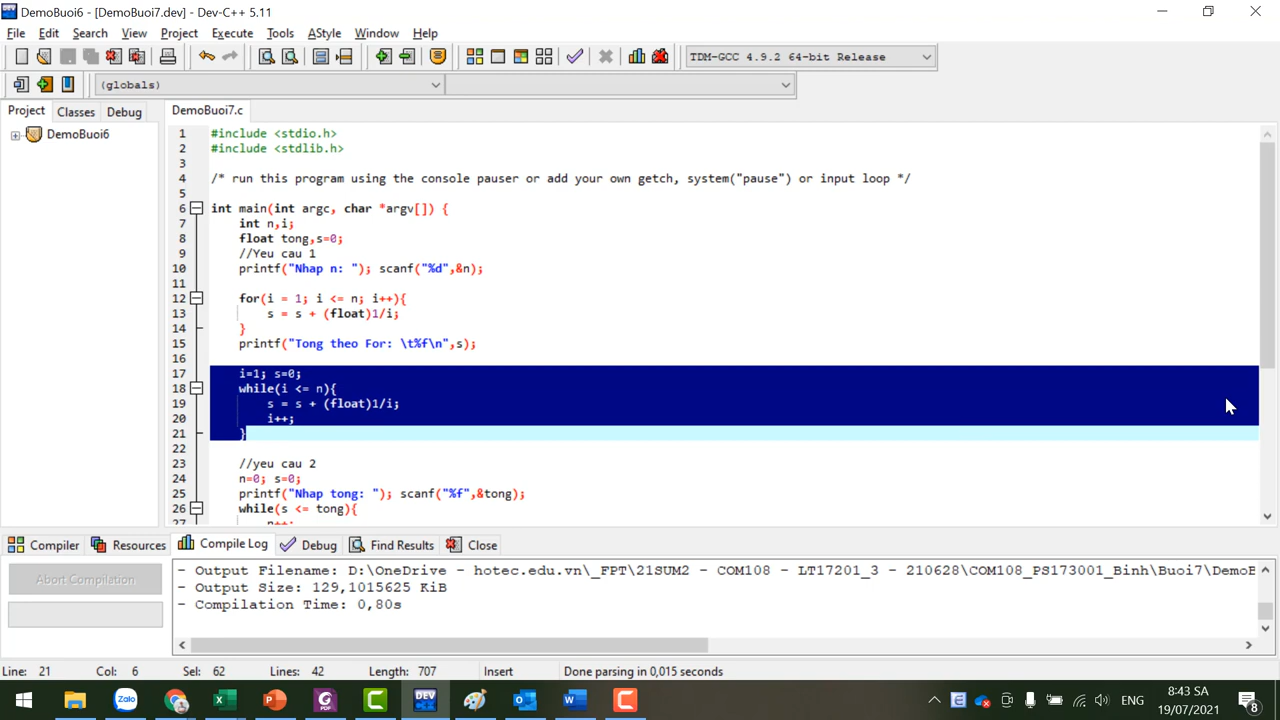 DemoBuoi6 - [DemoBuoi7.dev] - Dev-C++ 5.11
File Edit Search View Project Execute Tools AStyle Window Help
TDM-GCC 4.9.2 64-bit Release
(globals)
Project Classes Debug DemoBuoi7.c
DemoBuoi6
1 #include <stdio.h>
2 #include <stdlib.h>
3
4 /* run this program using the console pauser or add your own getch, system("pause") or input loop */
5
6 int main(int argc, char *argv[]) {
7 int n,i;
8 float tong,s=0;
9 //Yeu cau 1
10 printf("Nhap n: "); scanf("%d",&n);
11
12 for(i = 1; i <= n; i++){
13 s = s + (float)1/i;
14 }
15 printf("Tong theo For: \t%f\n",s);
16
17 i=1; s=0;
18 while(i <= n){
19 s = s + (float)1/i;
20 i++;
21 }
22
23 //yeu cau 2
24 n=0; s=0;
25 printf("Nhap tong: "); scanf("%f",&tong);
26 while(s <= tong){
27 n++;
Compiler Resources Compile Log Debug Find Results Close
Abort Compilation
- Output Filename: D:\OneDrive - hotec.edu.vn\_FPT\21SUM2 - COM108 - LT17201_3 - 210628\COM108_PS173001_Binh\Buoi7\DemoB
- Output Size: 129,1015625 KiB
- Compilation Time: 0,80s
Line: 21 Col: 6 Sel: 62 Lines: 42 Length: 707 Insert Done parsing in 0,015 seconds
Zalo
DEV
ENG
8:43 SA
19/07/2021
8